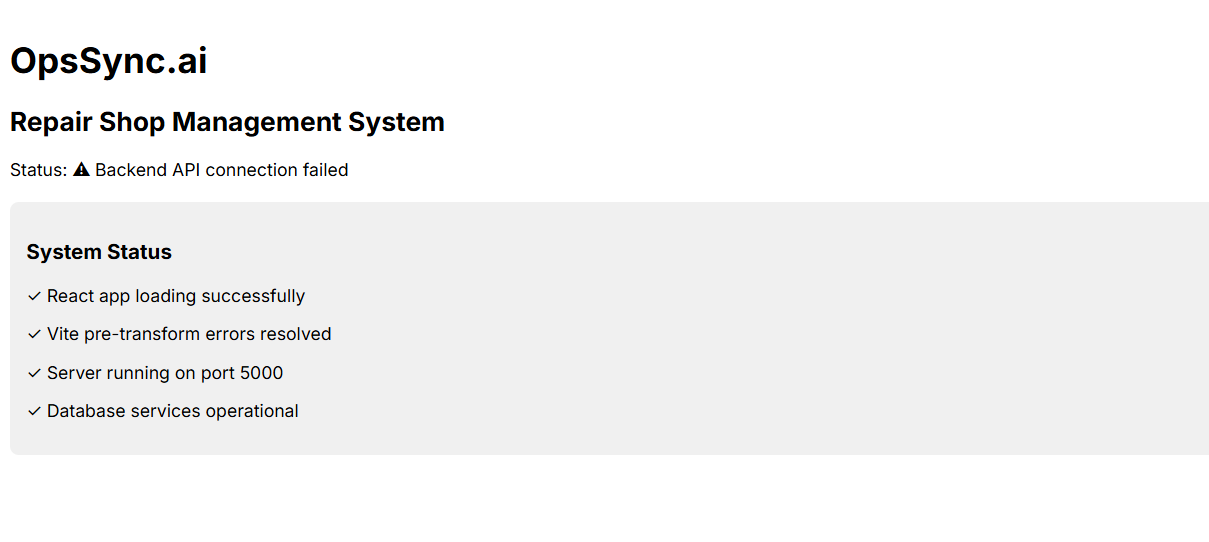 OpsSync.ai
Repair Shop Management System
Status: ⚠ Backend API connection failed
System Status
✓ React app loading successfully
✓ Vite pre-transform errors resolved
✓ Server running on port 5000
✓ Database services operational